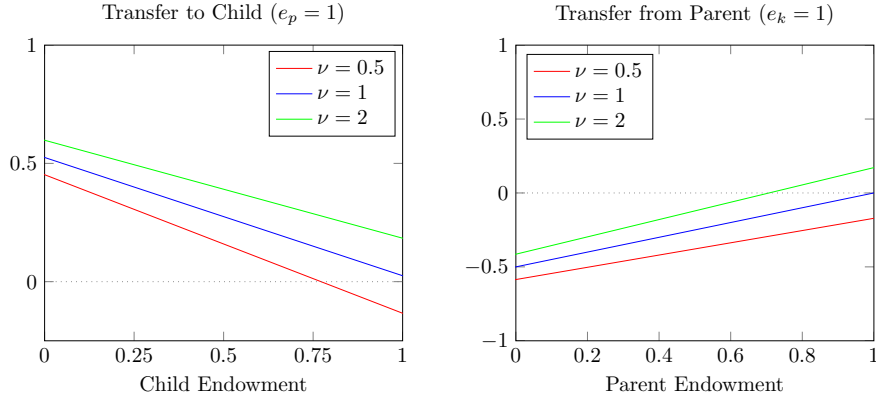 Transfer to Child ($e_p = 1$)
1
0.5
0
ν = 0.5
ν = 1
ν = 2
0
0.25
0.5
0.75
1
Child Endowment
Transfer from Parent ($e_k = 1$)
1
0.5
0
−0.5
−1
ν = 0.5
ν = 1
ν = 2
0
0.2
0.4
0.6
0.8
1
Parent Endowment